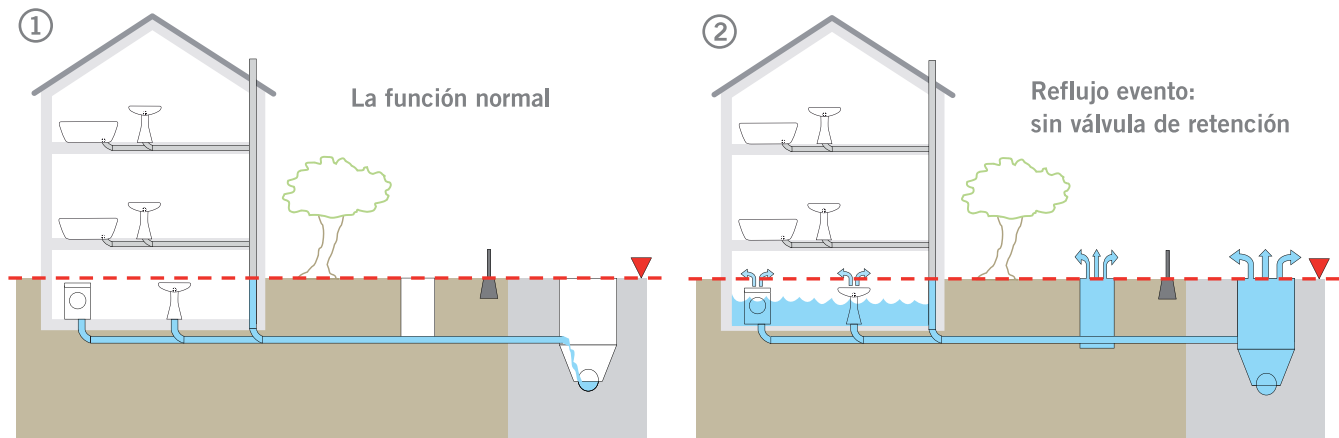 ①
La función normal
②
Reflujo evento:
sin válvula de retención